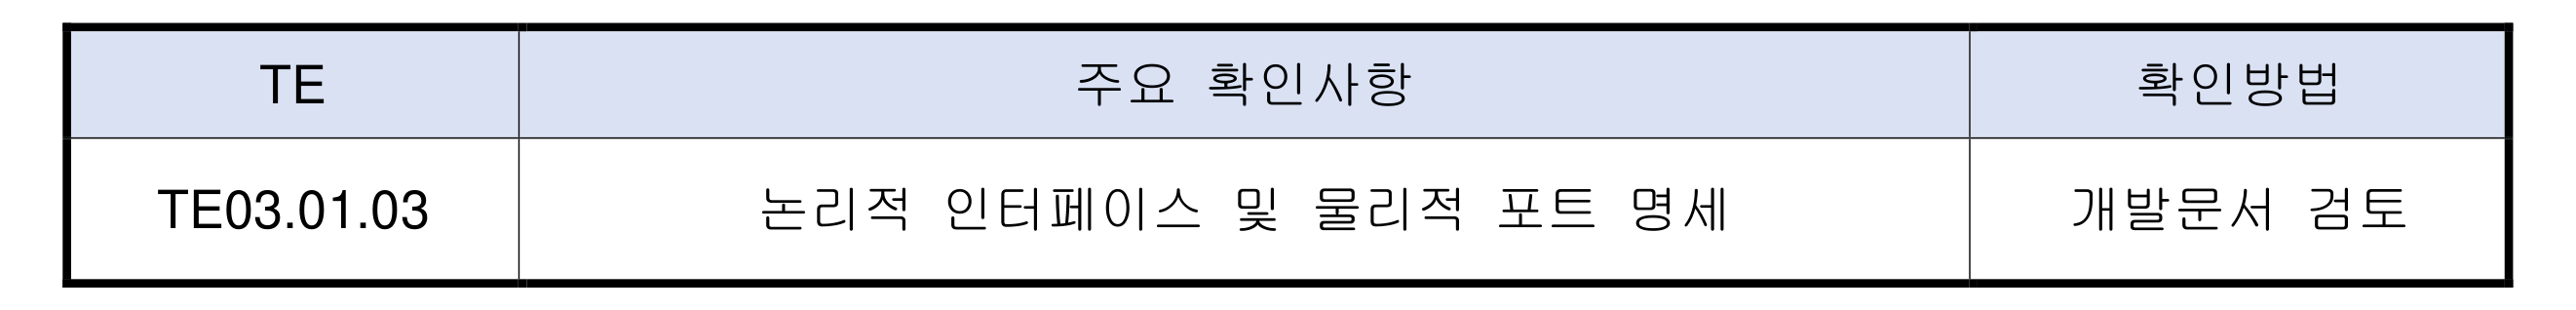 TE 주요 확인사항 확인방법
TE03.01.03 논리적 인터페이스 및 물리적 포트 명세 개발문서 검토